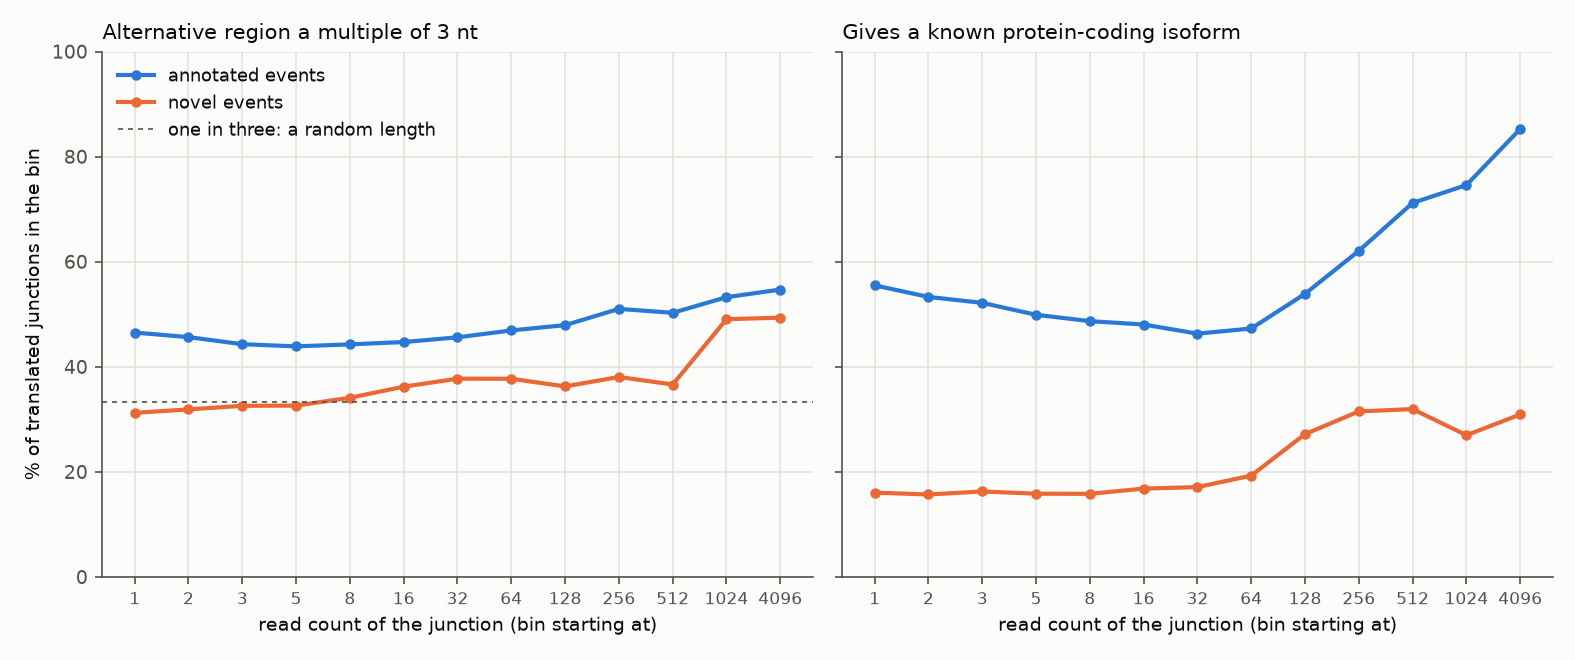 Alternative region a multiple of 3 nt
% of translated junctions in the bin
100
80
60
40
20
0
annotated events
novel events
one in three: a random length
1 2 3 5 8 16 32 64 128 256 512 1024 4096
read count of the junction (bin starting at)
Gives a known protein-coding isoform
1 2 3 5 8 16 32 64 128 256 512 1024 4096
read count of the junction (bin starting at)